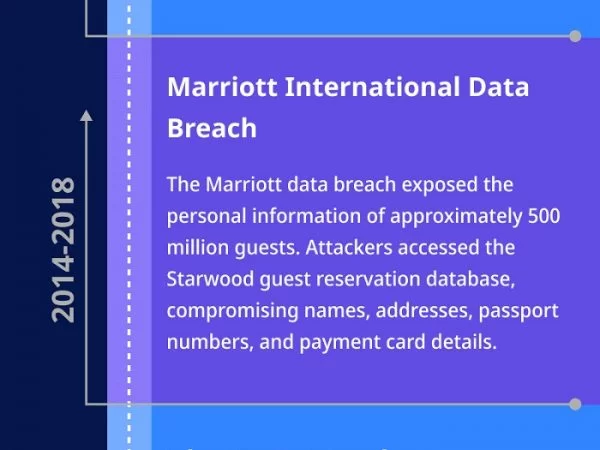 2014-2018
Marriott International Data
Breach
The Marriott data breach exposed the
personal information of approximately 500
million guests. Attackers accessed the
Starwood guest reservation database,
compromising names, addresses, passport
numbers, and payment card details.